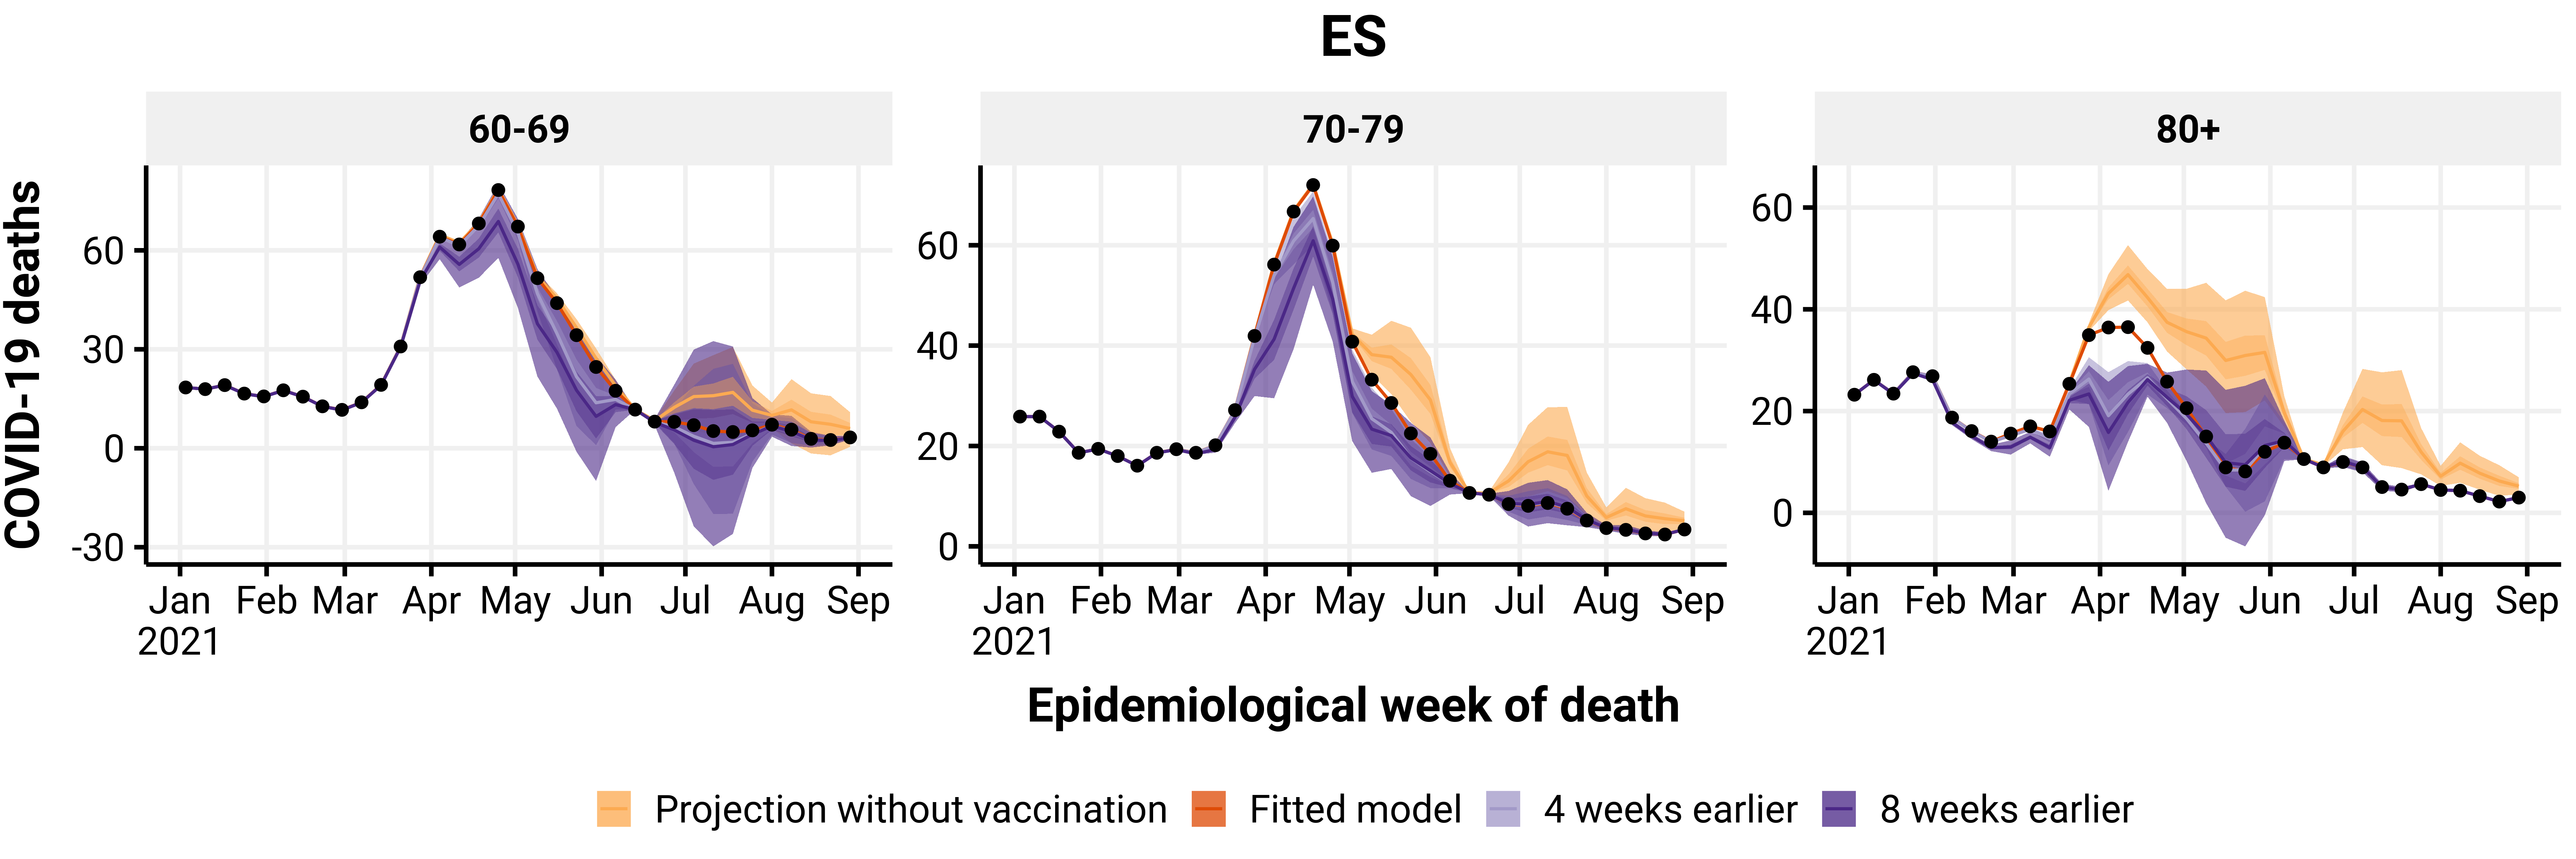 ES
60-69
70-79
80+
COVID-19 deaths
60
30
0
-30
60
40
20
0
60
40
20
0
Jan Feb Mar Apr May Jun Jul Aug Sep
2021
Jan Feb Mar Apr May Jun Jul Aug Sep
2021
Jan Feb Mar Apr May Jun Jul Aug Sep
2021
Epidemiological week of death
Projection without vaccination Fitted model 4 weeks earlier 8 weeks earlier